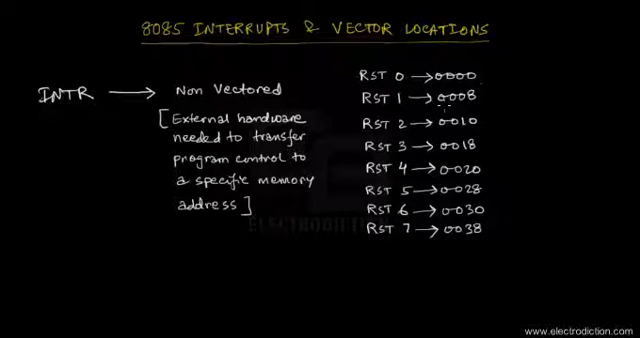 8085 INTERRUPTS & VECTOR LOCATIONS
INTR → Non Vectored
[External hardware
needed to transfer
program control to
a specific memory
address]
RST 0 → 0000
RST 1 → 0008
RST 2 → 0010
RST 3 → 0018
RST 4 → 0020
RST 5 → 0028
RST 6 → 0030
RST 7 → 0038
ELECTRODICTION
www.electrodiction.com